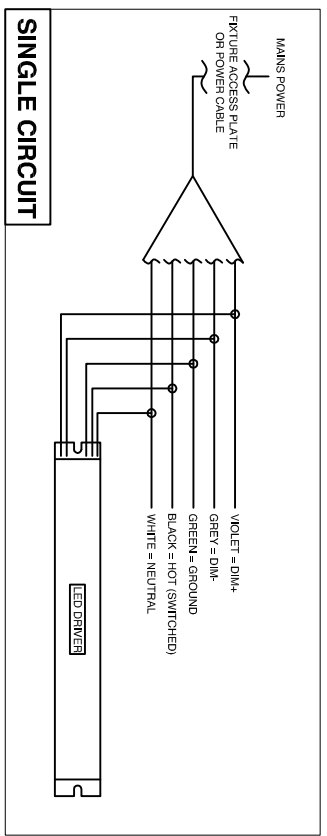 MAINS POWER
FIXTURE ACCESS PLATE
OR POWER CABLE
VIOLET = DIM+
GREY = DIM-
GREEN = GROUND
BLACK = HOT (SWITCHED)
WHITE = NEUTRAL
LED DRIVER
SINGLE CIRCUIT